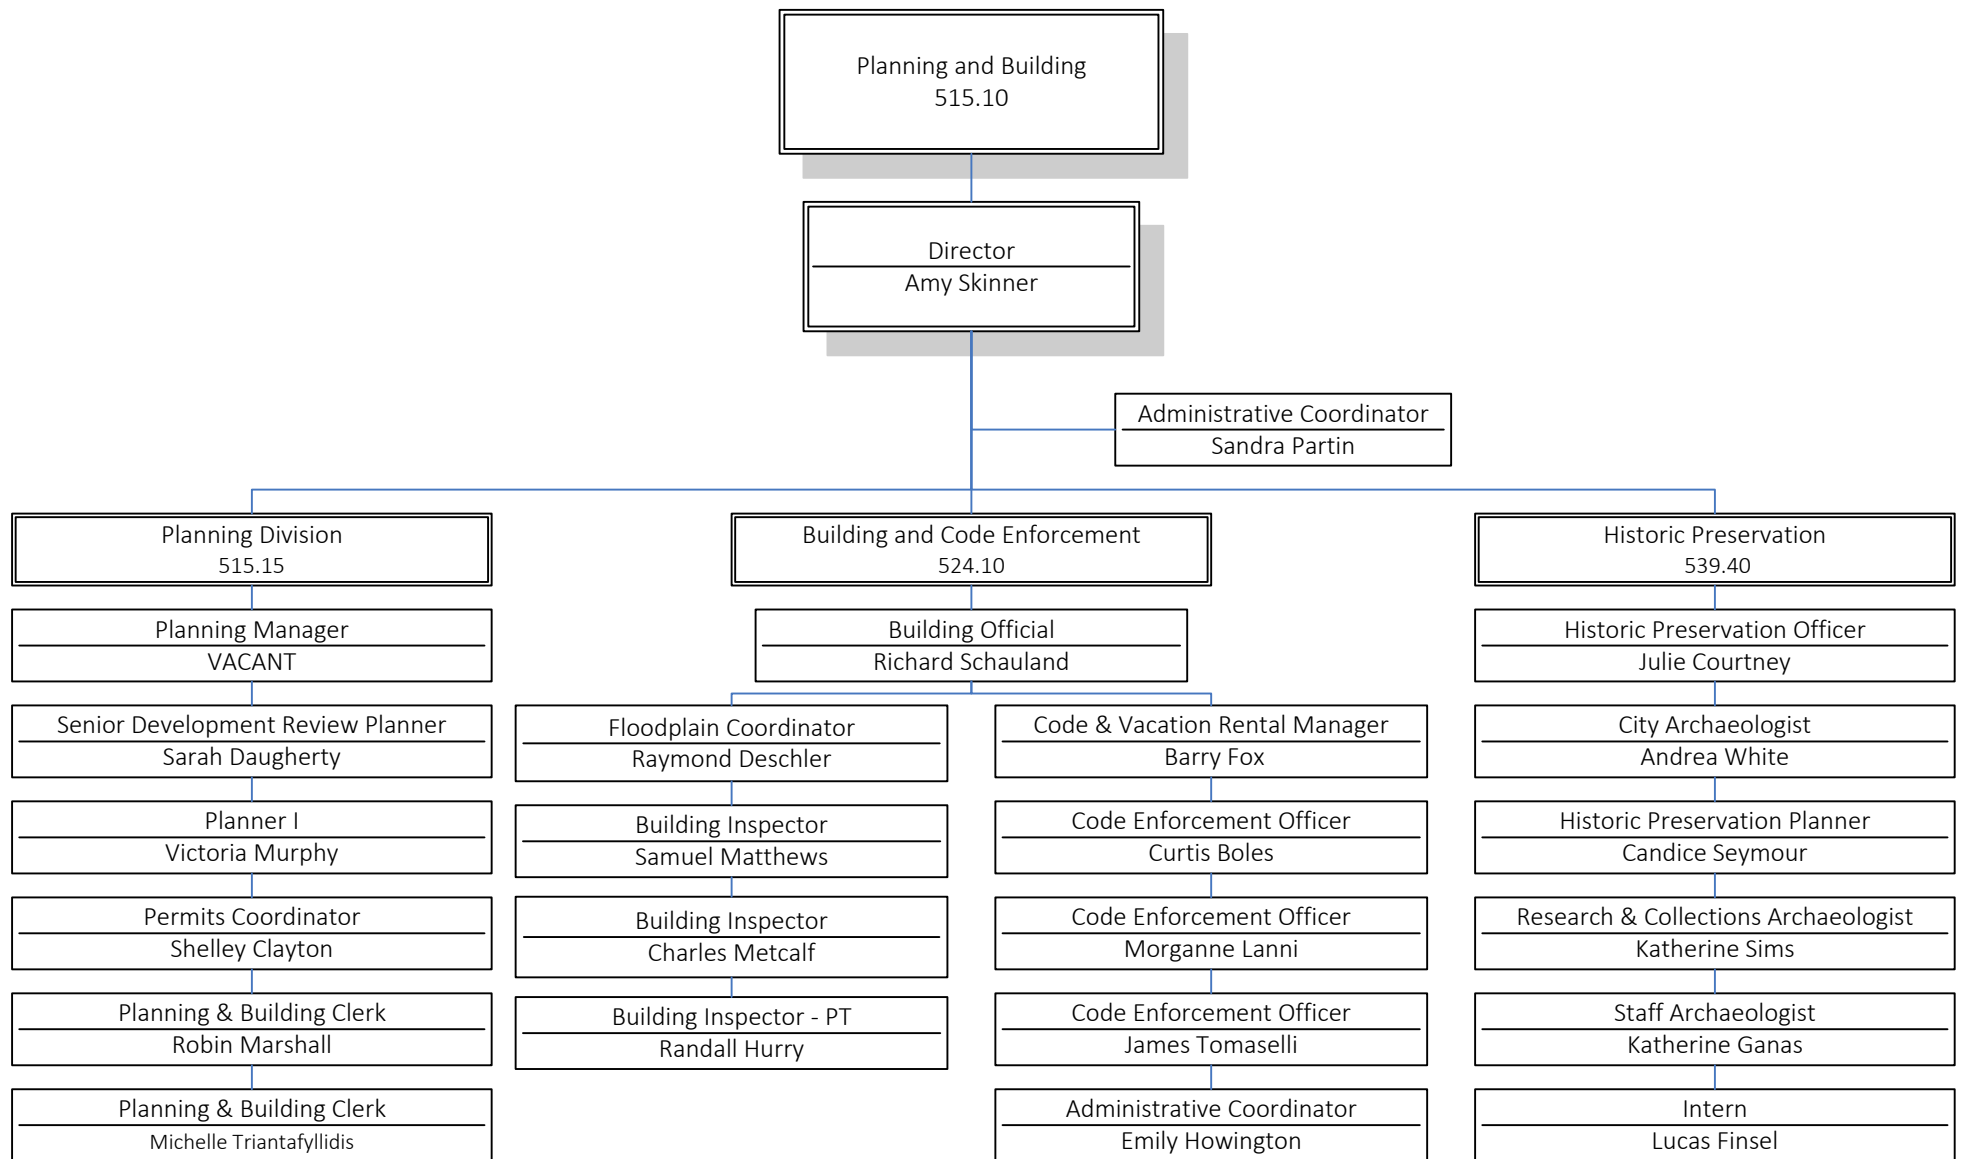 Planning and Building
515.10
Director
Amy Skinner
Administrative Coordinator
Sandra Partin
Planning Division
515.15
Planning Manager
VACANT
Senior Development Review Planner
Sarah Daugherty
Planner I
Victoria Murphy
Permits Coordinator
Shelley Clayton
Planning & Building Clerk
Robin Marshall
Planning & Building Clerk
Michelle Triantafyllidis
Building and Code Enforcement
524.10
Building Official
Richard Schauland
Floodplain Coordinator
Raymond Deschler
Building Inspector
Samuel Matthews
Building Inspector
Charles Metcalf
Building Inspector - PT
Randall Hurry
Code & Vacation Rental Manager
Barry Fox
Code Enforcement Officer
Curtis Boles
Code Enforcement Officer
Morganne Lanni
Code Enforcement Officer
James Tomaselli
Administrative Coordinator
Emily Howington
Historic Preservation
539.40
Historic Preservation Officer
Julie Courtney
City Archaeologist
Andrea White
Historic Preservation Planner
Candice Seymour
Research & Collections Archaeologist
Katherine Sims
Staff Archaeologist
Katherine Ganas
Intern
Lucas Finsel